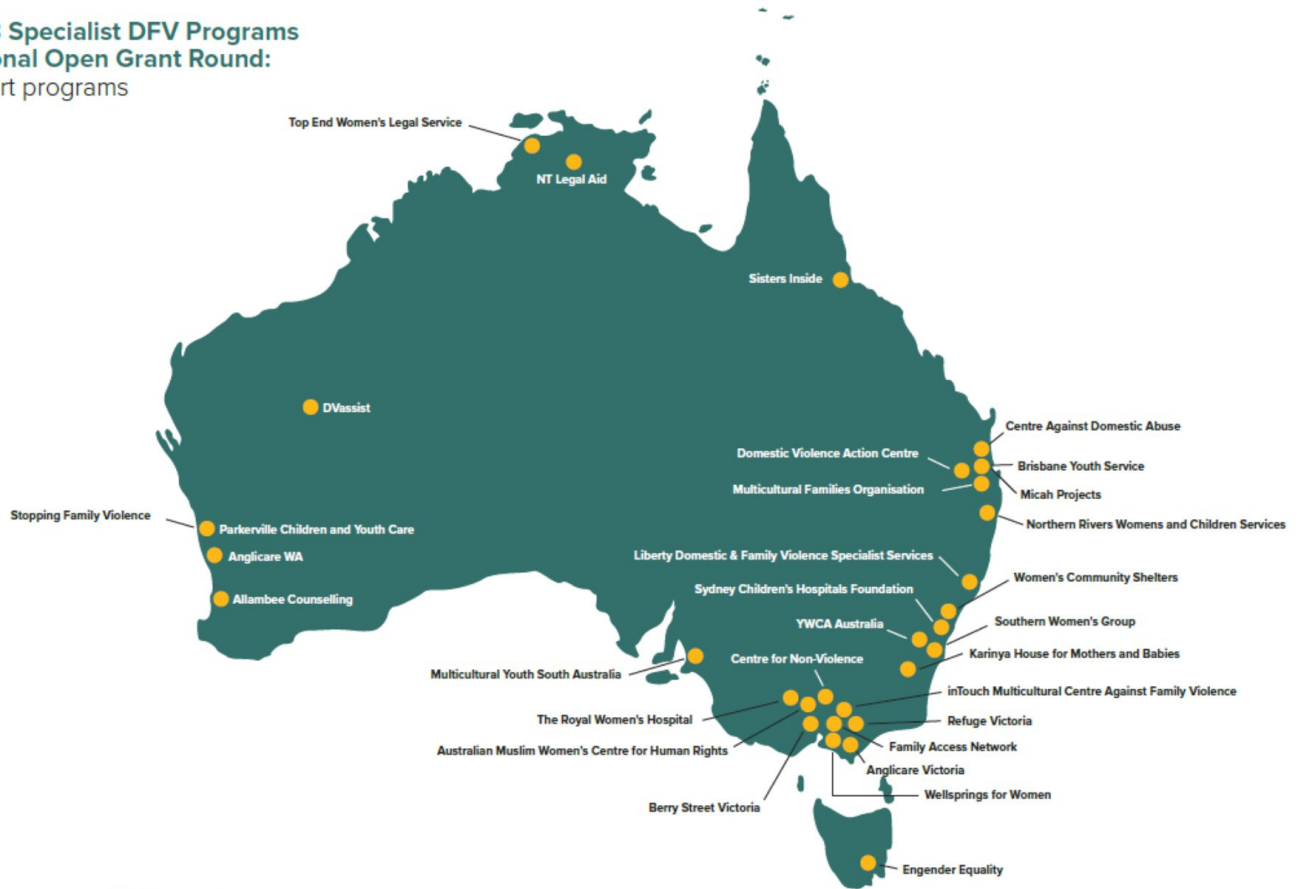 Specialist DFV Programs
Open Grant Round:
programs
Top End Women's Legal Service
NT Legal Aid
Sisters Inside
DVassist
Centre Against Domestic Abuse
Domestic Violence Action Centre
Brisbane Youth Service
Multicultural Families Organisation
Micah Projects
Stopping Family Violence
Northern Rivers Womens and Children Services
Parkerville Children and Youth Care
Anglicare WA
Liberty Domestic & Family Violence Specialist Services
Women's Community Shelters
Sydney Children's Hospitals Foundation
Allambee Counselling
YWCA Australia
Southern Women's Group
Karinya House for Mothers and Babies
Centre for Non-Violence
Multicultural Youth South Australia
inTouch Multicultural Centre Against Family Violence
The Royal Women's Hospital
Refuge Victoria
Australian Muslim Women's Centre for Human Rights
Family Access Network
Anglicare Victoria
Wellsprings for Women
Berry Street Victoria
Engender Equality